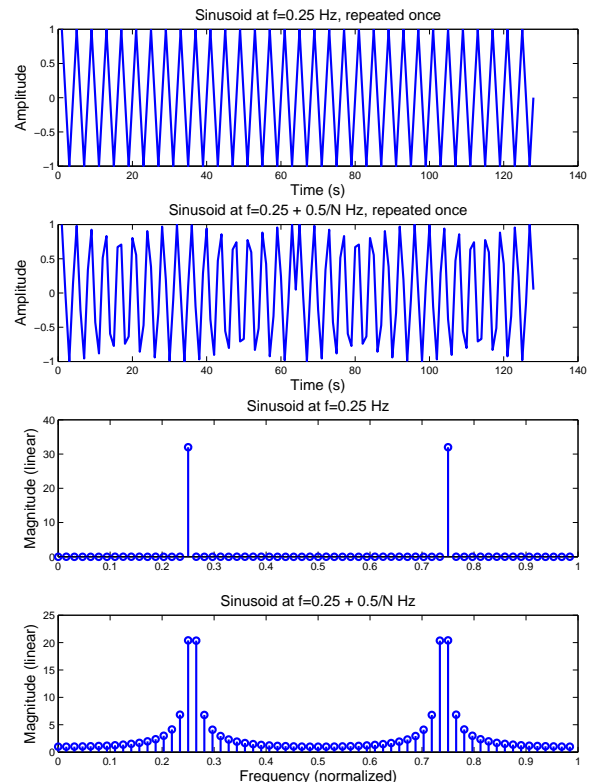 Sinusoid at f=0.25 Hz, repeated once
1
0.5
0
−0.5
−1
Amplitude
0 20 40 60 80 100 120 140
Time (s)
Sinusoid at f=0.25 + 0.5/N Hz, repeated once
1
0.5
0
−0.5
−1
Amplitude
0 20 40 60 80 100 120 140
Time (s)
Sinusoid at f=0.25 Hz
40
30
20
10
0
Magnitude (linear)
0 0.1 0.2 0.3 0.4 0.5 0.6 0.7 0.8 0.9 1
Sinusoid at f=0.25 + 0.5/N Hz
25
20
15
10
5
0
Magnitude (linear)
0 0.1 0.2 0.3 0.4 0.5 0.6 0.7 0.8 0.9 1
Frequency (normalized)